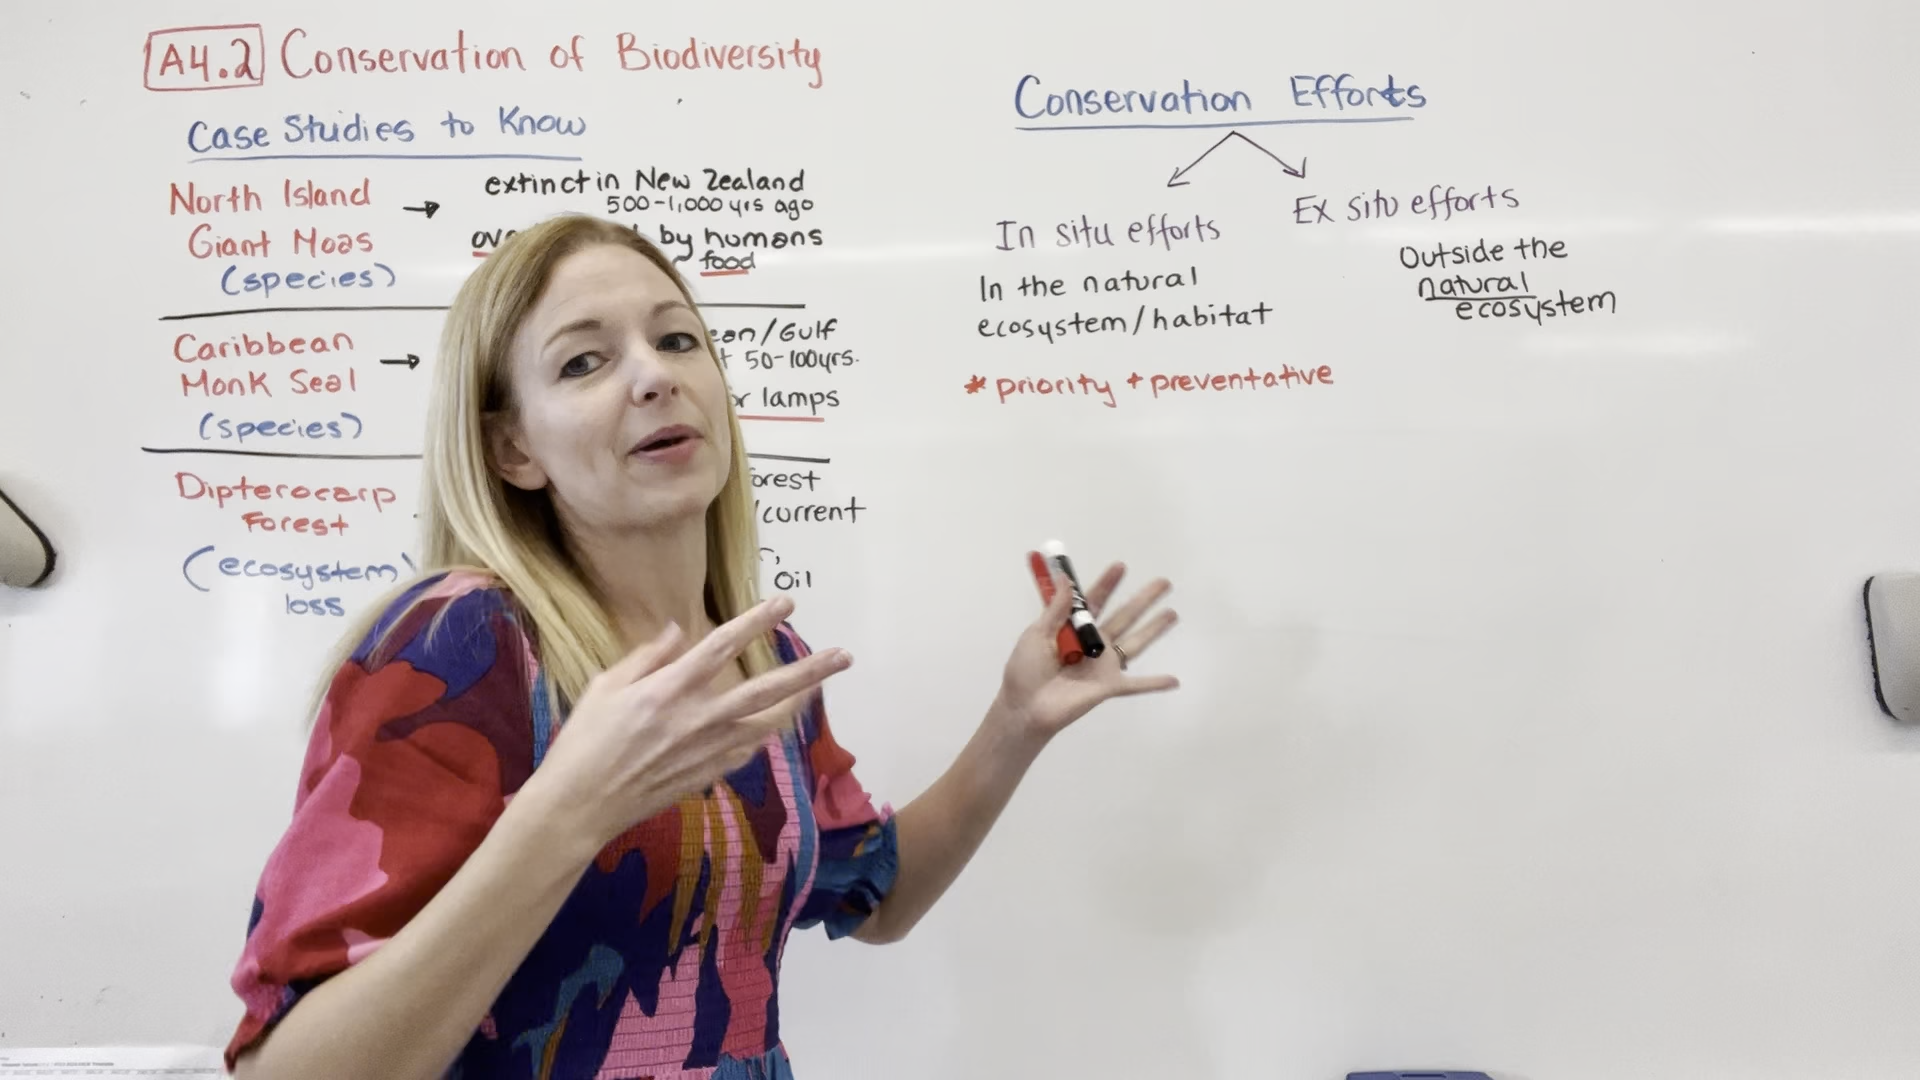 A4.2 Conservation of Biodiversity
Case Studies to Know
North Island
Giant Moas
(species)
extinct in New Zealand
500-1,000 yrs ago
by humans
food
Caribbean
Monk Seal
(species)
/Gulf
50-100yrs.
lamps
Dipterocarp
Forest
(ecosystem)
loss
/current
Oil
Conservation Efforts
In situ efforts
In the natural
ecosystem/habitat
* priority + preventative
Ex situ efforts
Outside the
natural
ecosystem